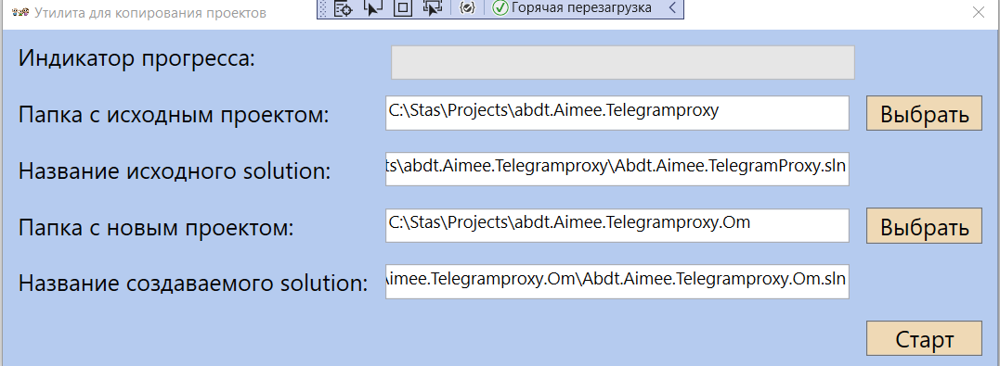 Утилита для копирования проектов
Горячая перезагрузка
Индикатор прогресса:
Папка с исходным проектом:
C:\Stas\Projects\abdt.Aimee.Telegramproxy
Выбрать
Название исходного solution:
ts\abdt.Aimee.Telegramproxy\Abdt.Aimee.TelegramProxy.sln
Папка с новым проектом:
C:\Stas\Projects\abdt.Aimee.Telegramproxy.Om
Выбрать
Название создаваемого solution:
\Aimee.Telegramproxy.Om\Abdt.Aimee.Telegramproxy.Om.sln
Старт